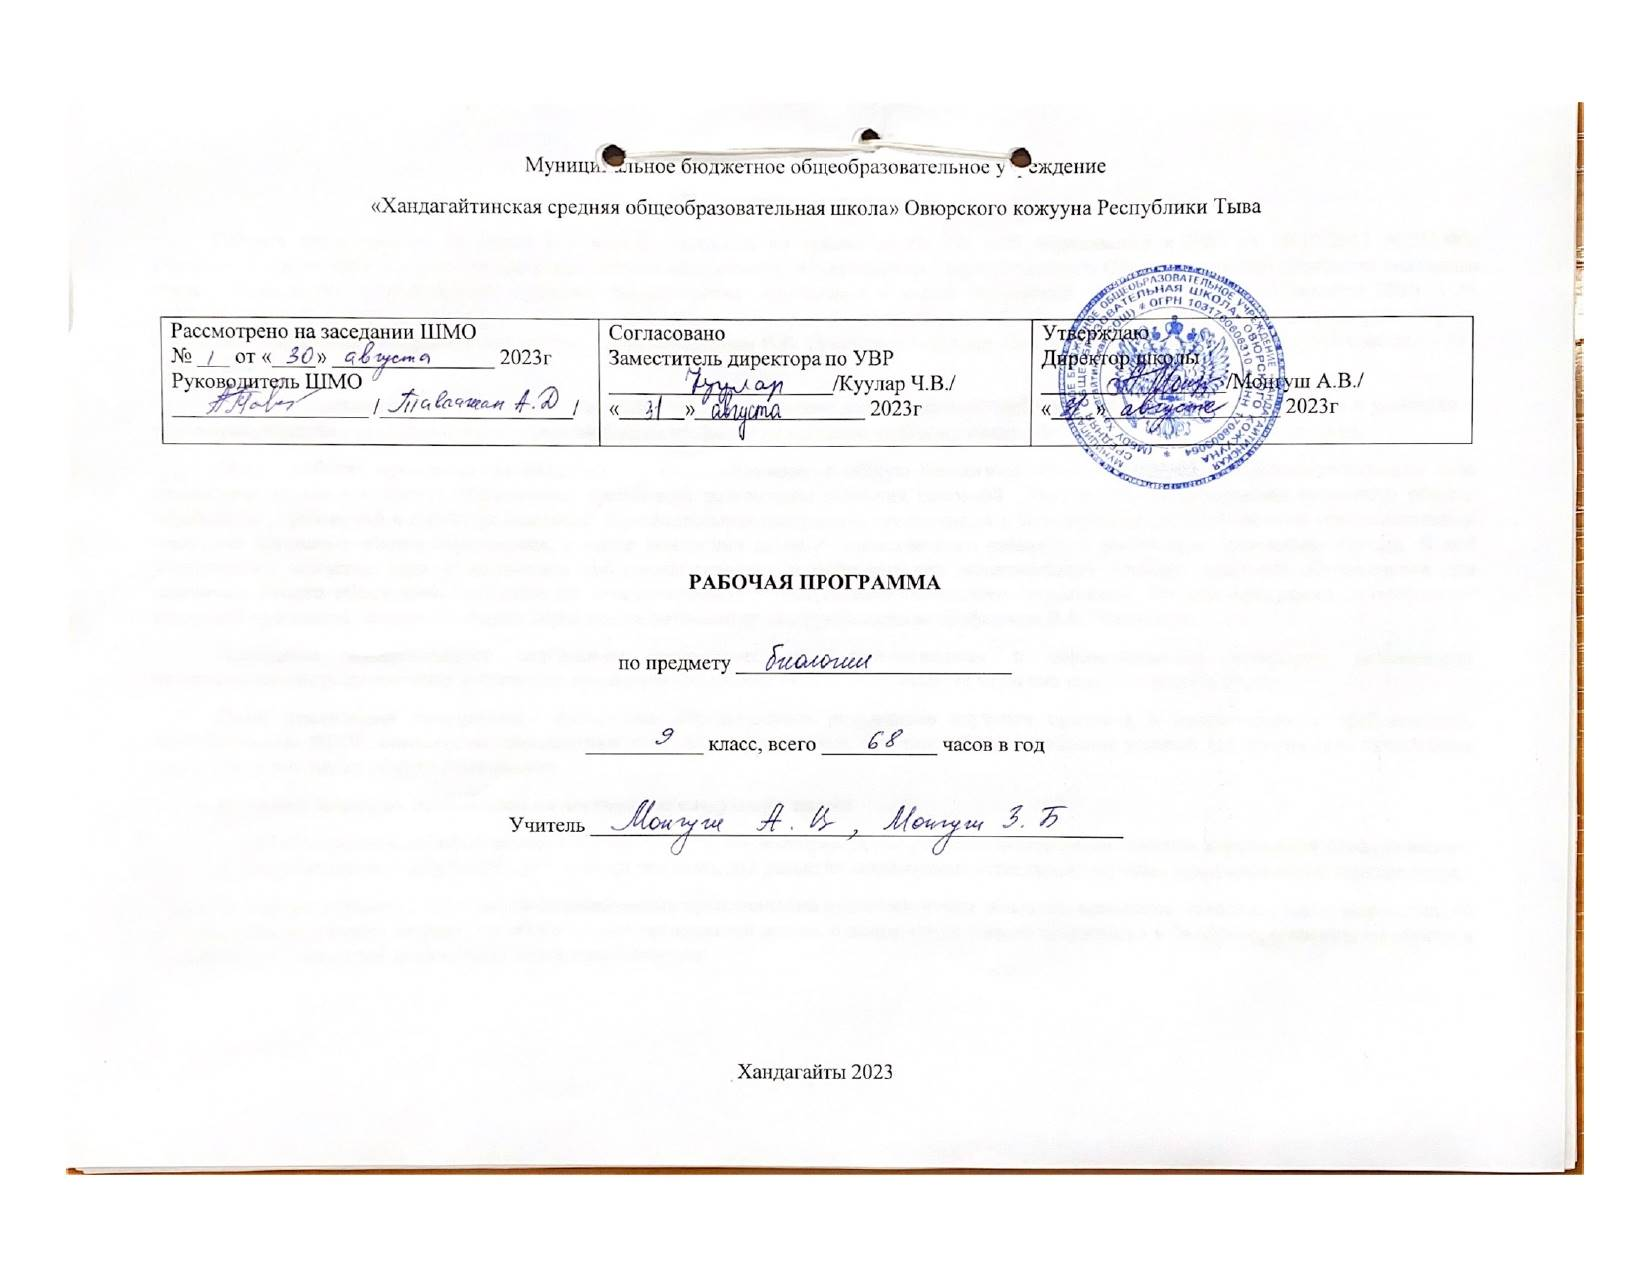 Муниципальное бюджетное общеобразовательное учреждение
«Хандагайтинская средняя общеобразовательная школа» Овюрского кожууна Республики Тыва
Рассмотрено на заседании ШМО
№ 1 от « 30 » августа 2023г
Руководитель ШМО
/ Тавакжан А.Д /
Согласовано
Заместитель директора по УВР
Куулар /Куулар Ч.В./
« 31 » августа 2023г
Утверждаю
Директор школы
/Монгуш А.В./
« 31 » августа 2023г
РАБОЧАЯ ПРОГРАММА
по предмету биологии
9 класс, всего 68 часов в год
Учитель Монгуш А. Ц, Монгуш З. Б
Хандагайты 2023